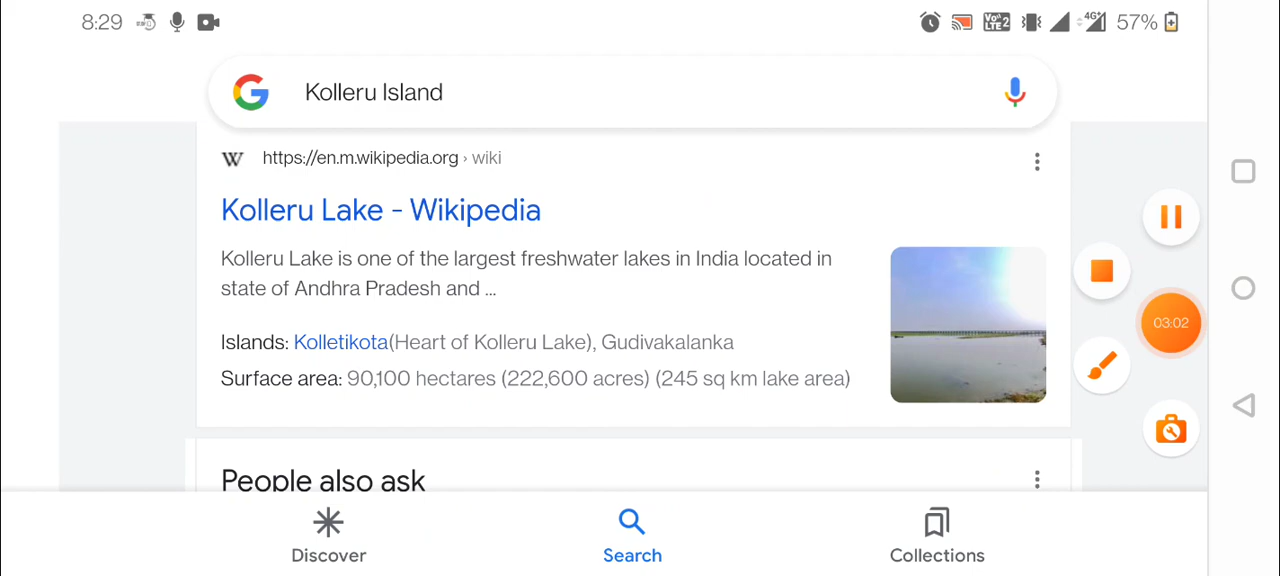 8:29 VoLTE2 4G 57%
Kolleru Island
W https://en.m.wikipedia.org › wiki
Kolleru Lake - Wikipedia
Kolleru Lake is one of the largest freshwater lakes in India located in
state of Andhra Pradesh and ...
Islands: Kolletikota(Heart of Kolleru Lake), Gudivakalanka
Surface area: 90,100 hectares (222,600 acres) (245 sq km lake area)
03:02
People also ask
Discover Search Collections